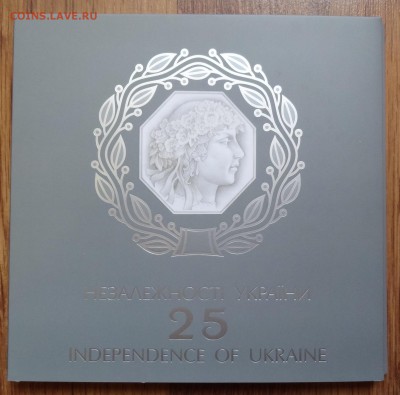 COINS.LAVE.RU
НЕЗАЛЕЖНОСТІ УКРАЇНИ
25
INDEPENDENCE OF UKRAINE